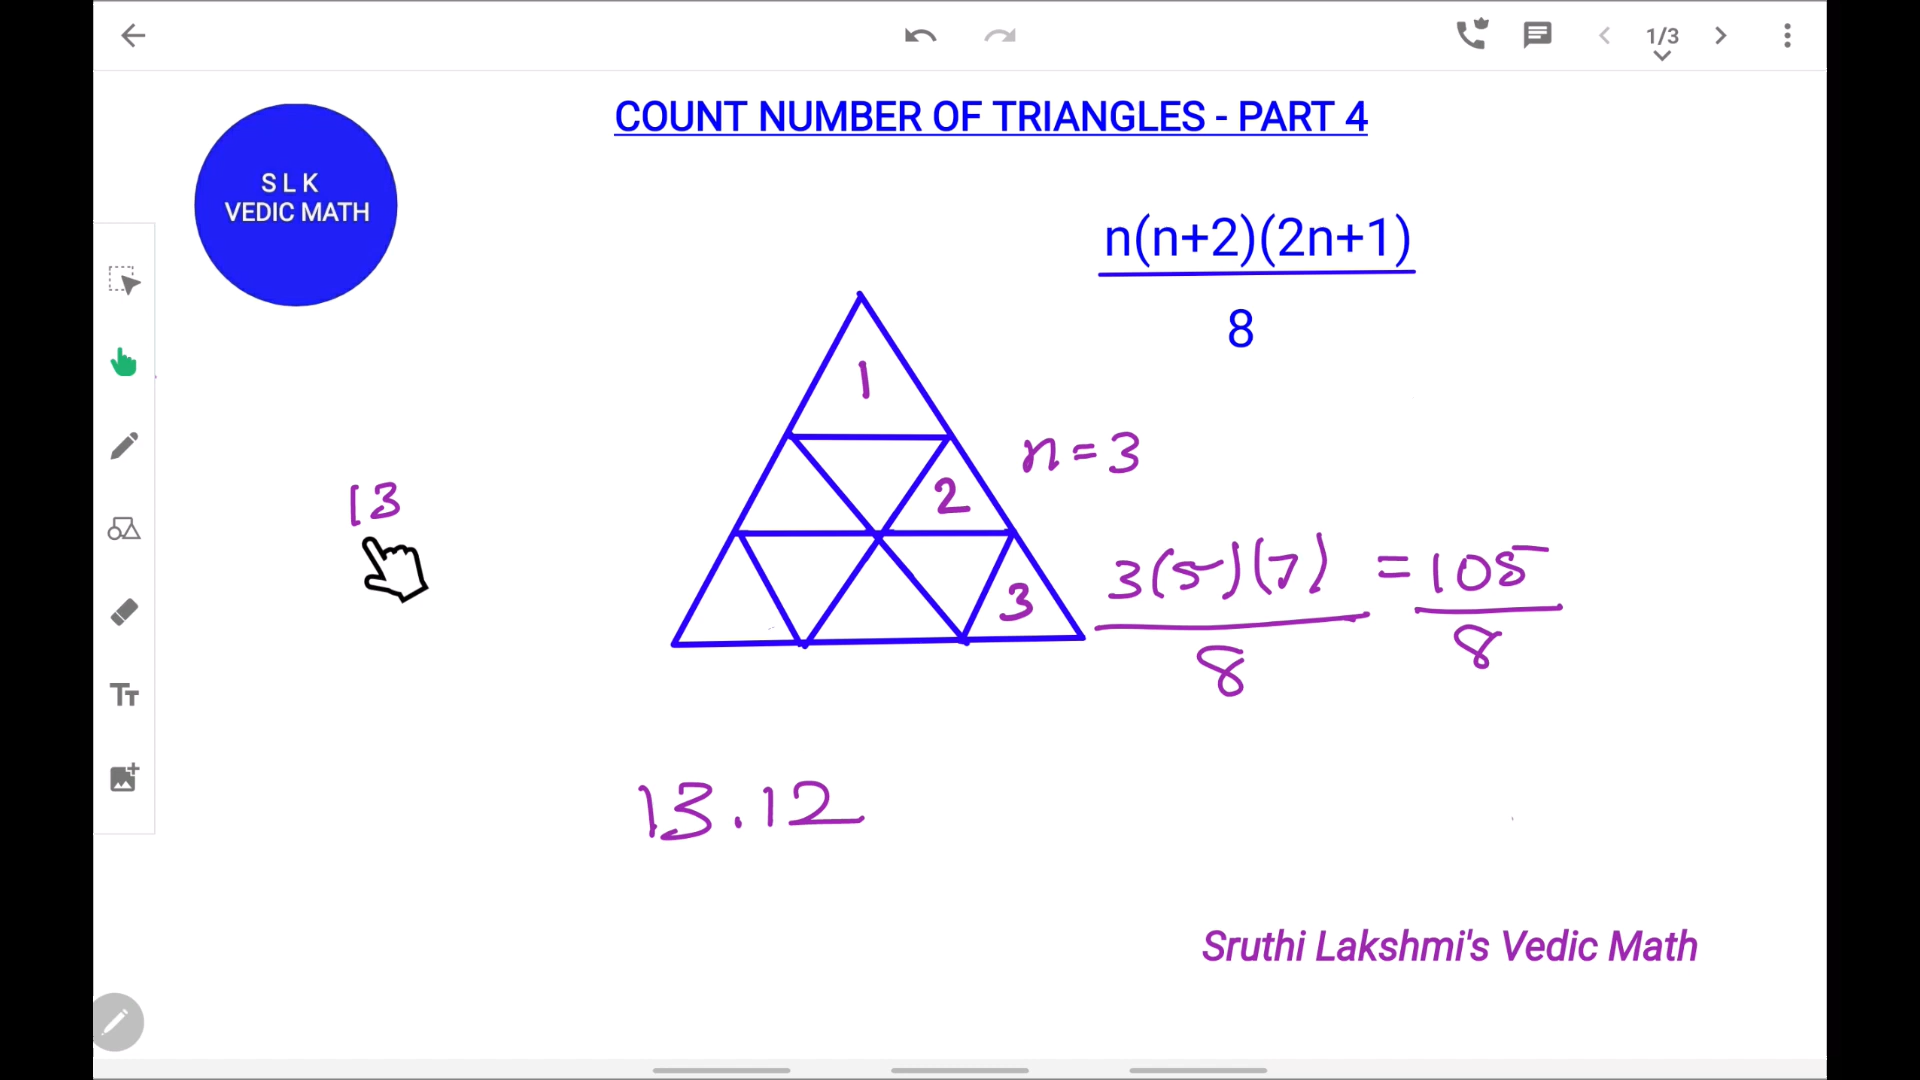 1/3
COUNT NUMBER OF TRIANGLES - PART 4
S L K
VEDIC MATH
n(n+2)(2n+1)
8
1
n = 3
2
13
3
3(5)(7) = 105
8 8
13.12
Tт
Sruthi Lakshmi's Vedic Math